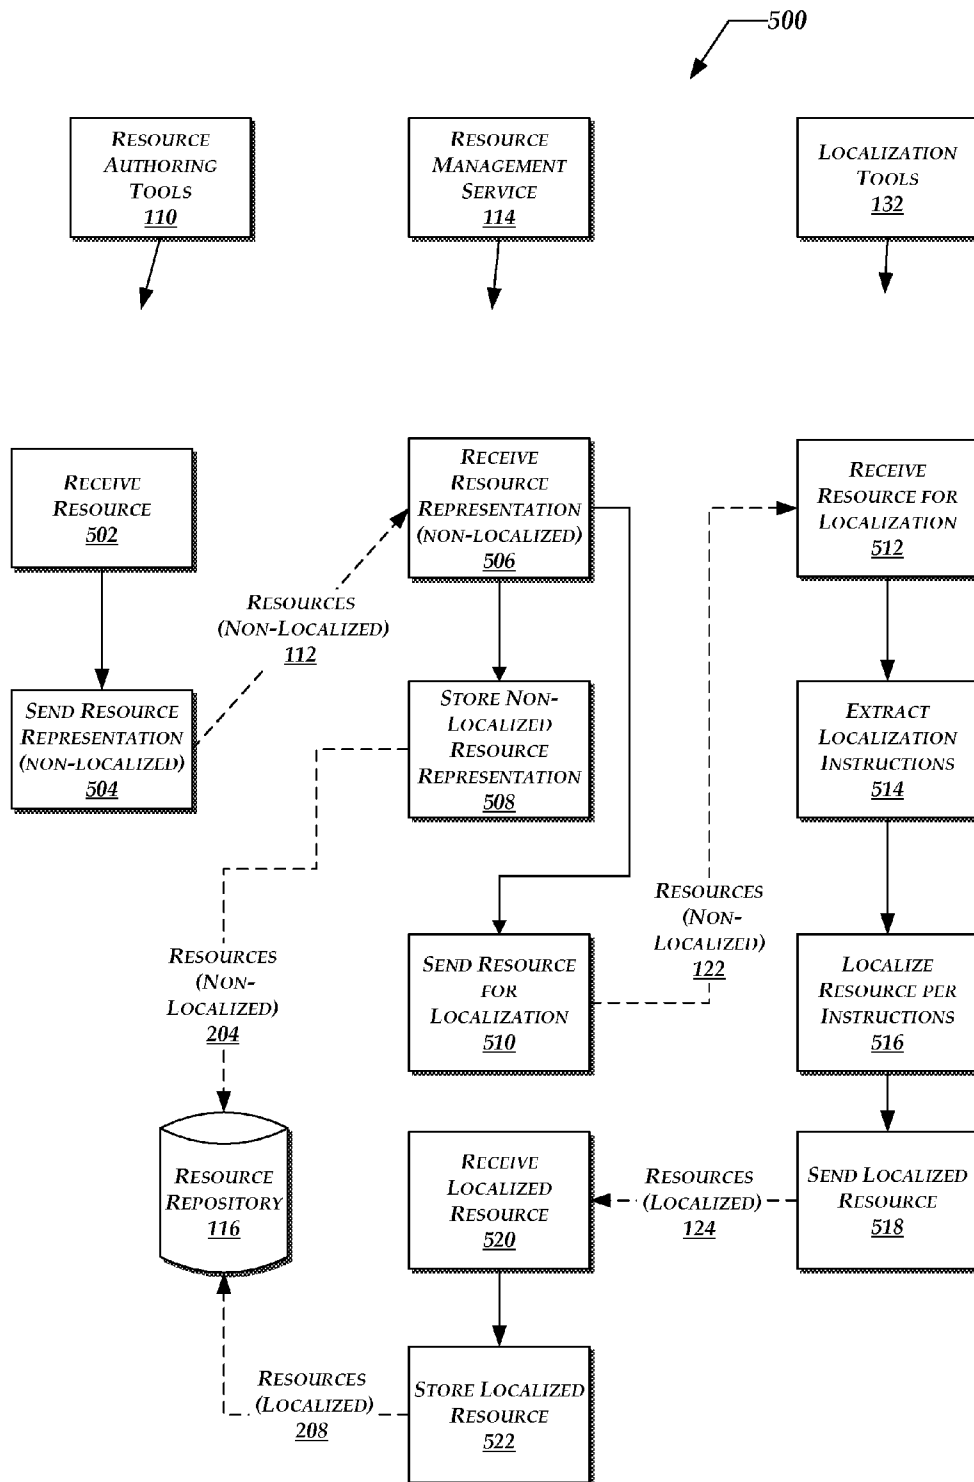 500
RESOURCE
AUTHORING
TOOLS
110
RESOURCE
MANAGEMENT
SERVICE
114
LOCALIZATION
TOOLS
132
RECEIVE
RESOURCE
502
RECEIVE
RESOURCE
REPRESENTATION
(NON-LOCALIZED)
506
RECEIVE
RESOURCE FOR
LOCALIZATION
512
RESOURCES
(NON-LOCALIZED)
112
SEND RESOURCE
REPRESENTATION
(NON-LOCALIZED)
504
STORE NON-
LOCALIZED
RESOURCE
REPRESENTATION
508
EXTRACT
LOCALIZATION
INSTRUCTIONS
514
RESOURCES
(NON-
LOCALIZED)
204
RESOURCES
(NON-
LOCALIZED)
122
SEND RESOURCE
FOR
LOCALIZATION
510
LOCALIZE
RESOURCE PER
INSTRUCTIONS
516
RESOURCE
REPOSITORY
116
RECEIVE
LOCALIZED
RESOURCE
520
RESOURCES
(LOCALIZED)
124
SEND LOCALIZED
RESOURCE
518
RESOURCES
(LOCALIZED)
208
STORE LOCALIZED
RESOURCE
522